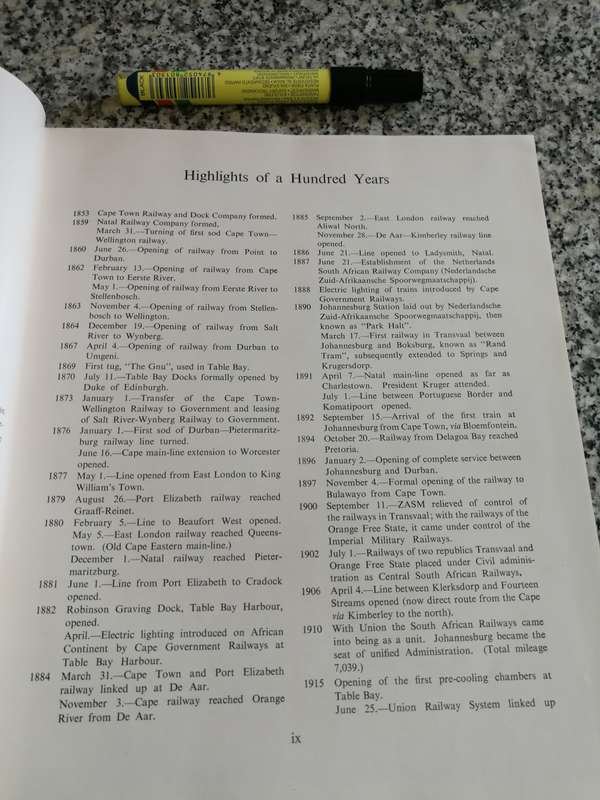 BLACK
4 974052 801303
Highlights of a Hundred Years
1853 Cape Town Railway and Dock Company formed.
1859 Natal Railway Company formed,
March 31.—Turning of first sod Cape Town—
Wellington railway.
1860 June 26.—Opening of railway from Point to
Durban.
1862 February 13.—Opening of railway from Cape
Town to Eerste River,
May 1.—Opening of railway from Eerste River to
Stellenbosch.
1863 November 4.—Opening of railway from Stellen-
bosch to Wellington.
1864 December 19.—Opening of railway from Salt
River to Wynberg.
1867 April 4.—Opening of railway from Durban to
Umgeni.
1869 First tug, "The Gnu", used in Table Bay.
1870 July 11.—Table Bay Docks formally opened by
Duke of Edinburgh.
1873 January 1.—Transfer of the Cape Town-
Wellington Railway to Government and leasing
of Salt River-Wynberg Railway to Government.
1876 January 1.—First sod of Durban—Pietermaritz-
burg railway line turned.
June 16.—Cape main-line extension to Worcester
opened.
1877 May 1.—Line opened from East London to King
William's Town.
1879 August 26.—Port Elizabeth railway reached
Graaff-Reinet.
1880 February 5.—Line to Beaufort West opened.
May 5.—East London railway reached Queens-
town. (Old Cape Eastern main-line.)
December 1.—Natal railway reached Pieter-
maritzburg.
1881 June 1.—Line from Port Elizabeth to Cradock
opened.
1882 Robinson Graving Dock, Table Bay Harbour,
opened.
April.—Electric lighting introduced on African
Continent by Cape Government Railways at
Table Bay Harbour.
1884 March 31.—Cape Town and Port Elizabeth
railway linked up at De Aar.
November 3.—Cape railway reached Orange
River from De Aar.
1885 September 2.—East London railway reached
Aliwal North.
November 28.—De Aar—Kimberley railway line
opened.
1886 June 21.—Line opened to Ladysmith, Natal.
1887 June 21.—Establishment of the Netherlands
South African Railway Company (Nederlandsche
Zuid-Afrikaansche Spoorwegmaatschappij).
1888 Electric lighting of trains introduced by Cape
Government Railways.
1890 Johannesburg Station laid out by Nederlandsche
Zuid-Afrikaansche Spoorwegmaatschappij, then
known as "Park Halt".
March 17.—First railway in Transvaal between
Johannesburg and Boksburg, known as "Rand
Tram", subsequently extended to Springs and
Krugersdorp.
1891 April 7.—Natal main-line opened as far as
Charlestown. President Kruger attended.
July 1.—Line between Portuguese Border and
Komatipoort opened.
1892 September 15.—Arrival of the first train at
Johannesburg from Cape Town, via Bloemfontein.
1894 October 20.—Railway from Delagoa Bay reached
Pretoria.
1896 January 2.—Opening of complete service between
Johannesburg and Durban.
1897 November 4.—Formal opening of the railway to
Bulawayo from Cape Town.
1900 September 11.—ZASM relieved of control of
the railways in Transvaal; with the railways of the
Orange Free State, it came under control of the
Imperial Military Railways.
1902 July 1.—Railways of two republics Transvaal and
Orange Free State placed under Civil adminis-
tration as Central South African Railways,
1906 April 4.—Line between Klerksdorp and Fourteen
Streams opened (now direct route from the Cape
via Kimberley to the north).
1910 With Union the South African Railways came
into being as a unit. Johannesburg became the
seat of unified Administration. (Total mileage
7,039.)
1915 Opening of the first pre-cooling chambers at
Table Bay.
June 25.—Union Railway System linked up
ix